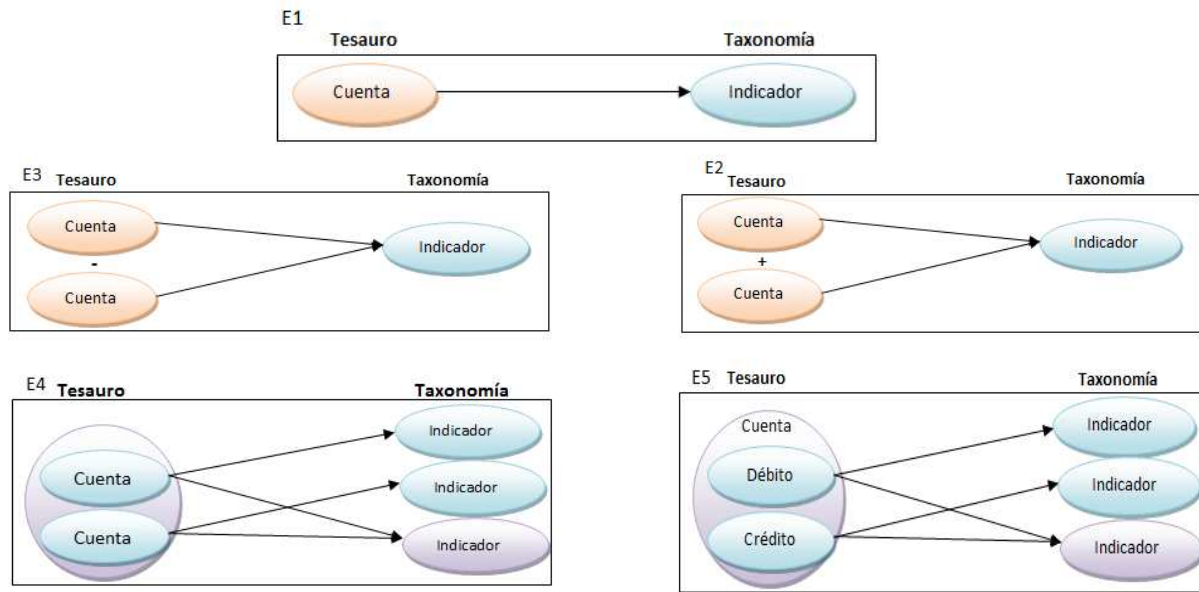 E1
Tesauro Taxonomía
Cuenta Indicador
E3
Tesauro Taxonomía
Cuenta
-
Cuenta
Indicador
E2
Tesauro Taxonomía
Cuenta
+
Cuenta
Indicador
E4
Tesauro Taxonomía
Cuenta
Cuenta
Indicador
Indicador
Indicador
E5
Tesauro Taxonomía
Cuenta
Débito
Crédito
Indicador
Indicador
Indicador